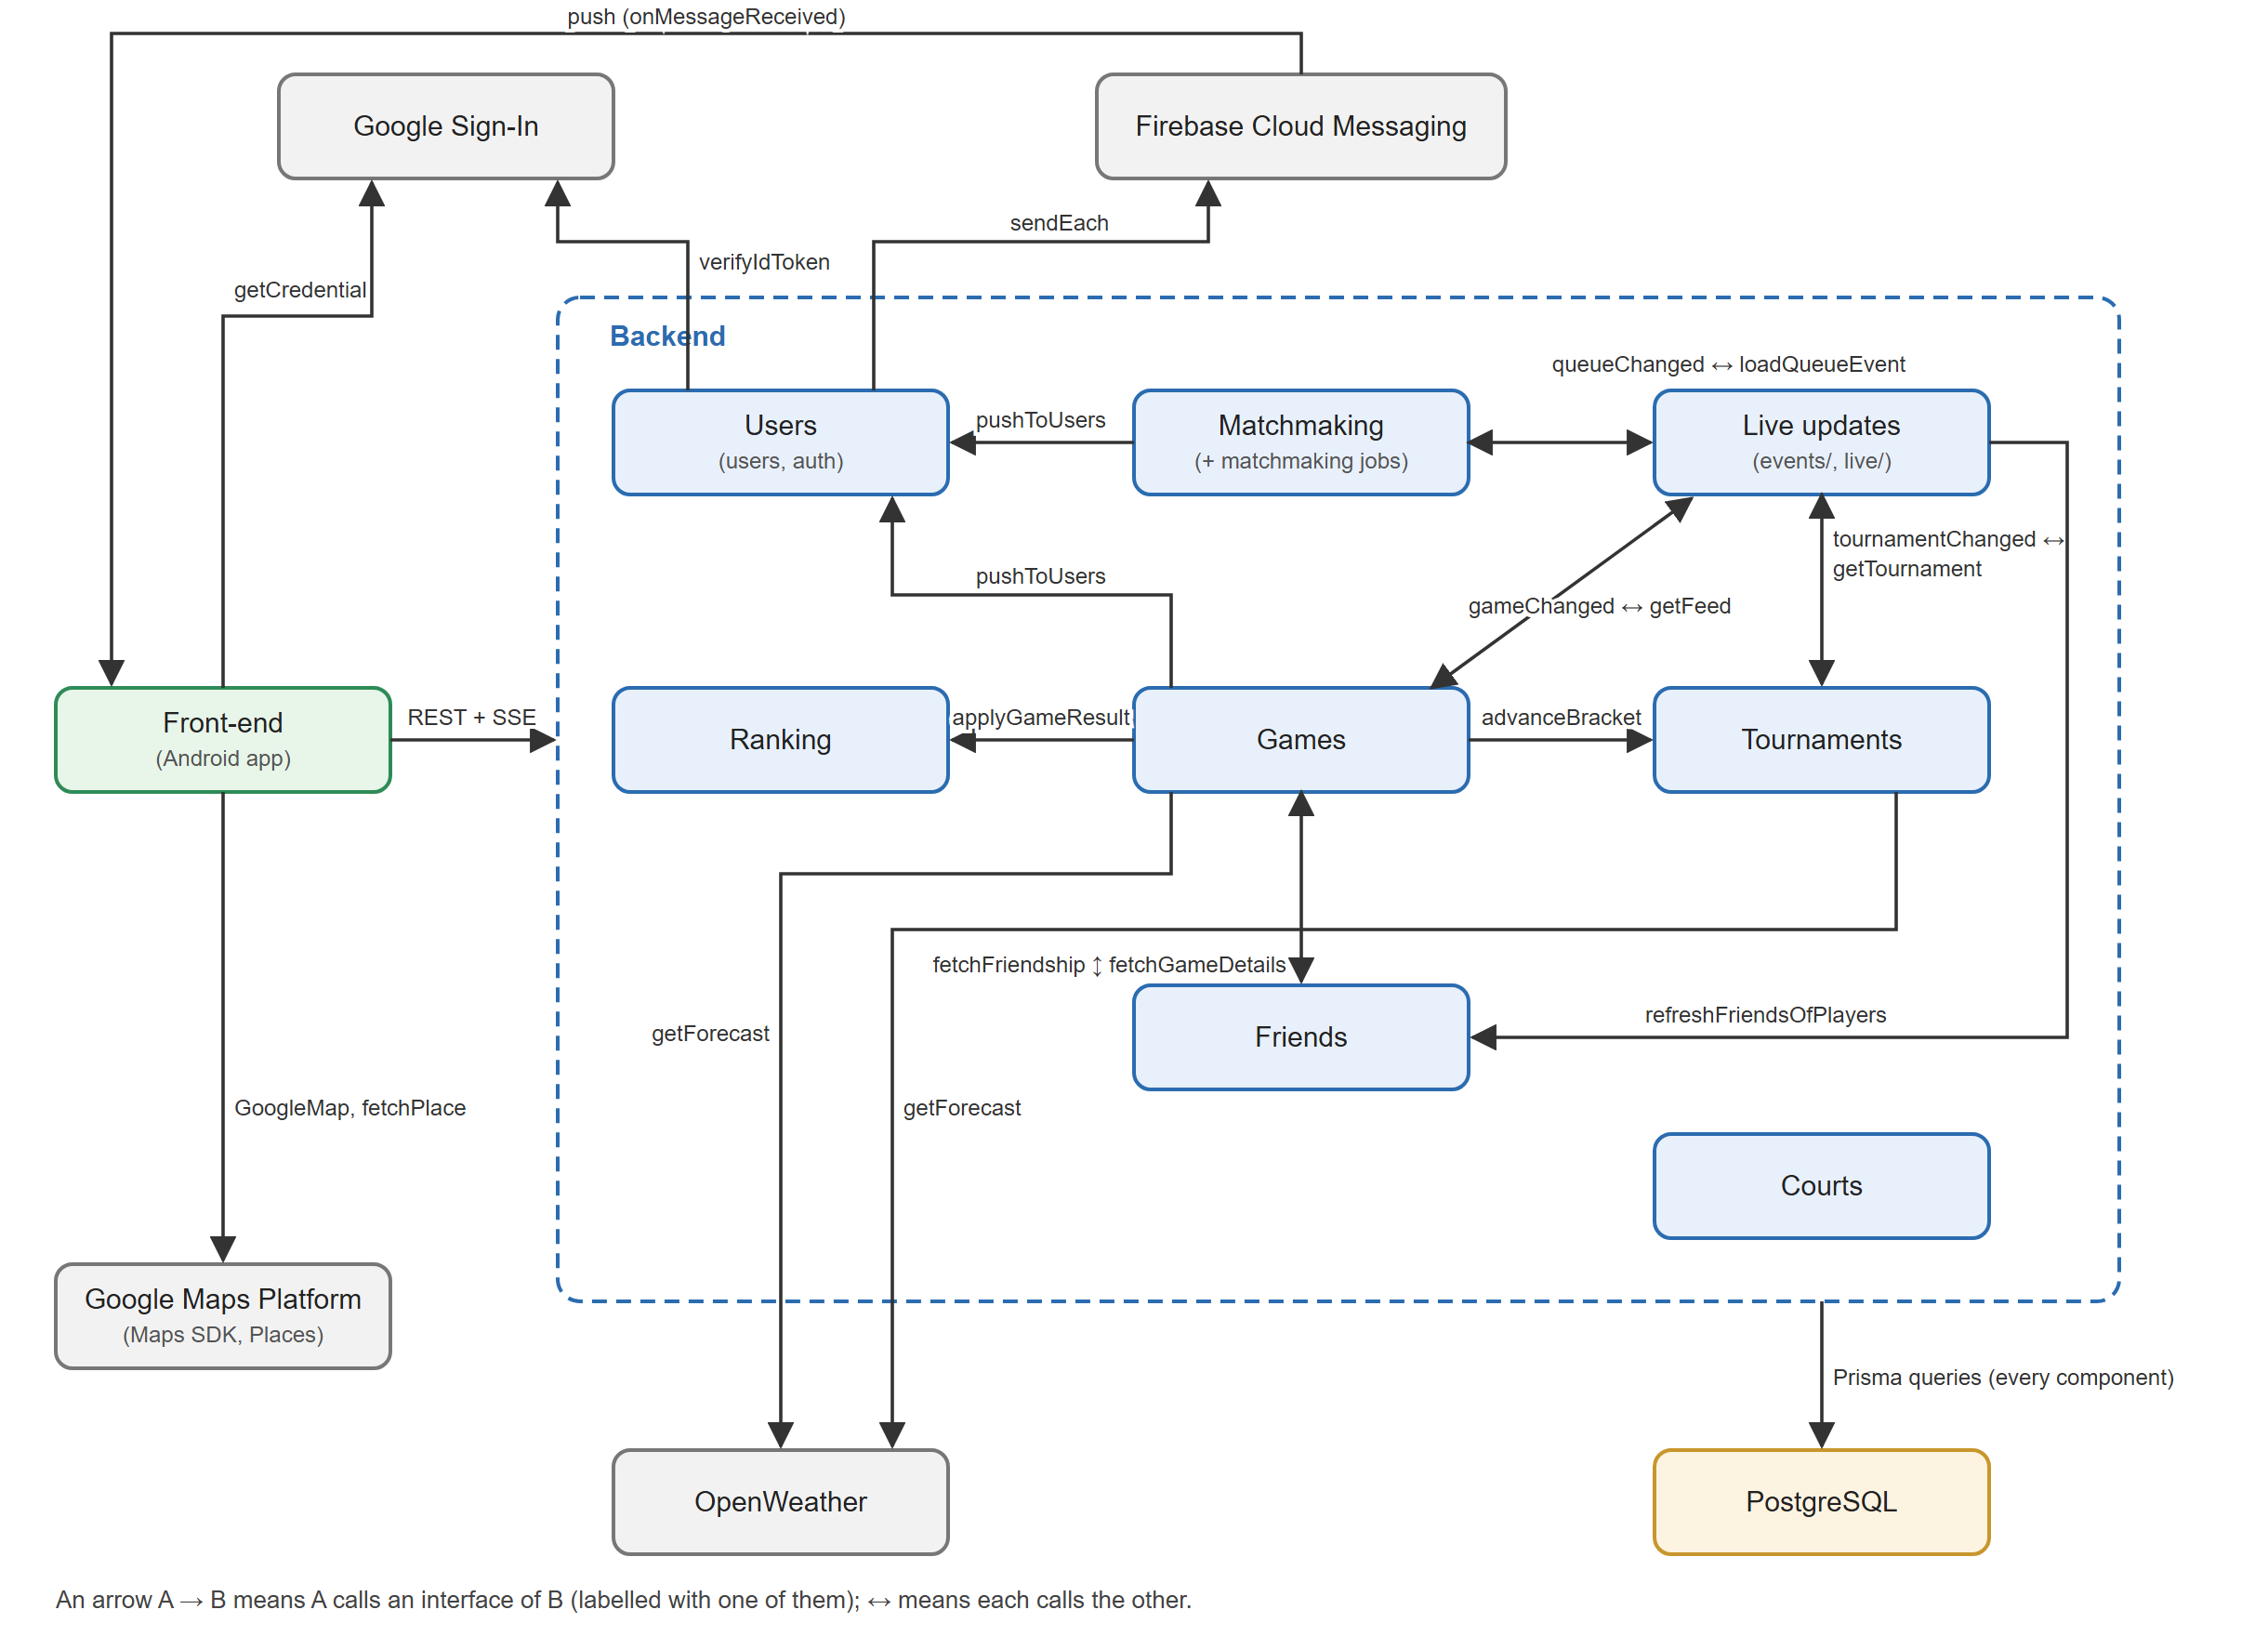 push (onMessageReceived)
Google Sign-In
Firebase Cloud Messaging
sendEach
verifyIdToken
getCredential
Backend
queueChanged ↔ loadQueueEvent
Users
(users, auth)
pushToUsers
Matchmaking
(+ matchmaking jobs)
Live updates
(events/, live/)
tournamentChanged ↔
getTournament
pushToUsers
gameChanged ↔ getFeed
Front-end
(Android app)
REST + SSE
Ranking
applyGameResult
Games
advanceBracket
Tournaments
fetchFriendship ↕ fetchGameDetails
getForecast
Friends
refreshFriendsOfPlayers
GoogleMap, fetchPlace
getForecast
Courts
Google Maps Platform
(Maps SDK, Places)
Prisma queries (every component)
OpenWeather
PostgreSQL
An arrow A → B means A calls an interface of B (labelled with one of them); ↔ means each calls the other.